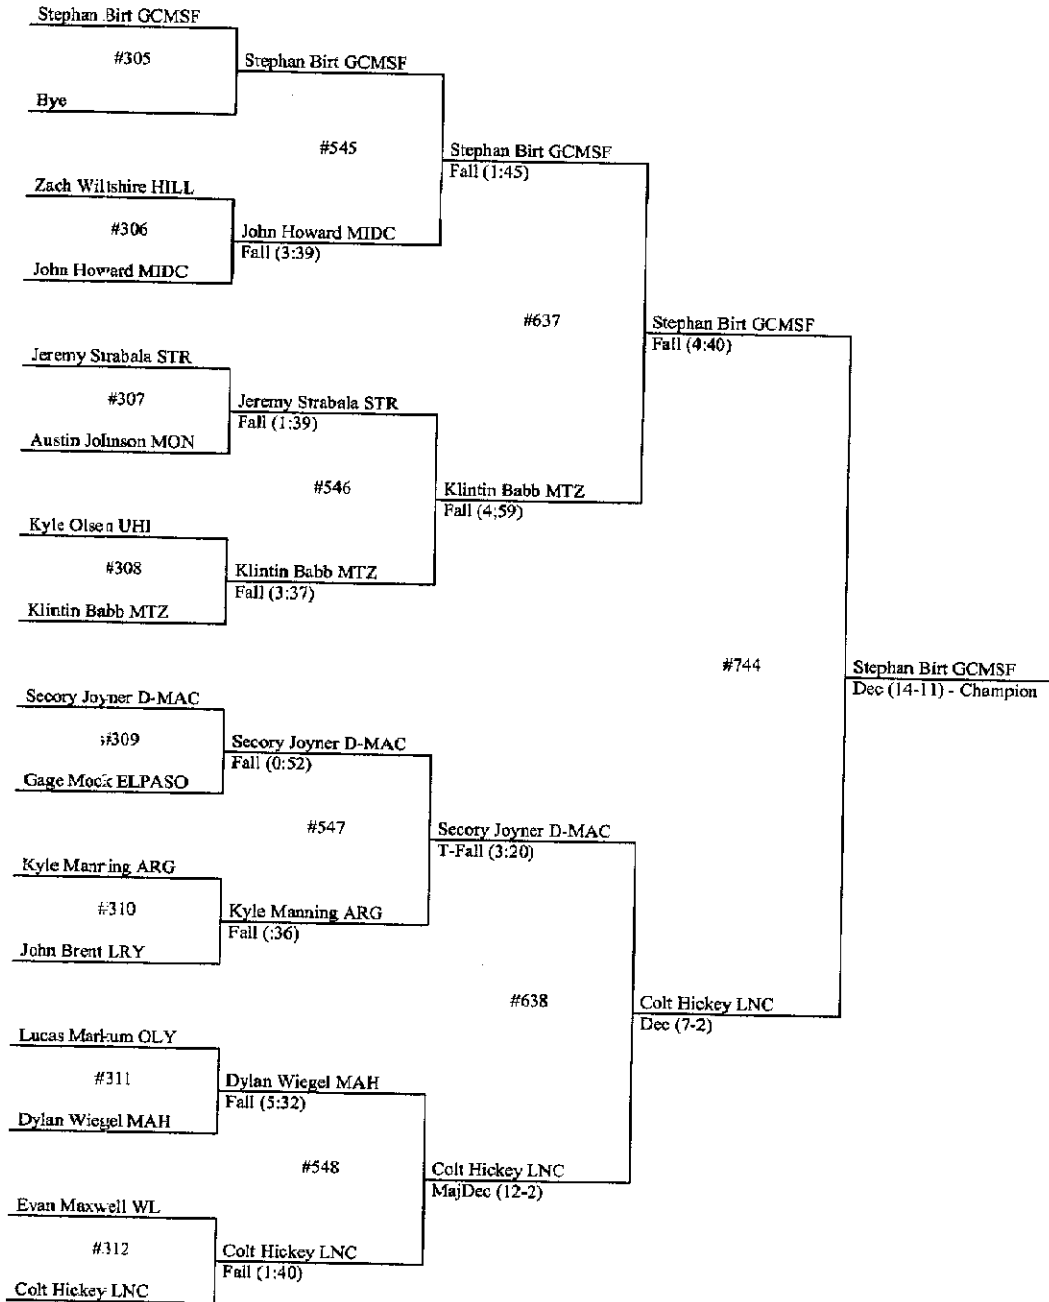 Stephan Birt GCMSF
#305
Stephan Birt GCMSF
Bye
#545
Stephan Birt GCMSF
Fall (1:45)
Zach Wiltshire HILL
#306
John Howard MIDC
Fall (3:39)
John Howard MIDC
#637
Stephan Birt GCMSF
Fall (4:40)
Jeremy Strabala STR
#307
Jeremy Strabala STR
Fall (1:39)
Austin Johnson MON
#546
Klintin Babb MTZ
Fall (4:59)
Kyle Olsen UHI
#308
Klintin Babb MTZ
Fall (3:37)
Klintin Babb MTZ
#744
Stephan Birt GCMSF
Dec (14-11) - Champion
Secory Joyner D-MAC
#309
Secory Joyner D-MAC
Fall (0:52)
Gage Mock ELPASO
#547
Secory Joyner D-MAC
T-Fall (3:20)
Kyle Manning ARG
#310
Kyle Manning ARG
Fall (:36)
John Brent LRY
#638
Colt Hickey LNC
Dec (7-2)
Lucas Markum OLY
#311
Dylan Wiegel MAH
Fall (5:32)
Dylan Wiegel MAH
#548
Colt Hickey LNC
MajDec (12-2)
Evan Maxwell WL
#312
Colt Hickey LNC
Fall (1:40)
Colt Hickey LNC